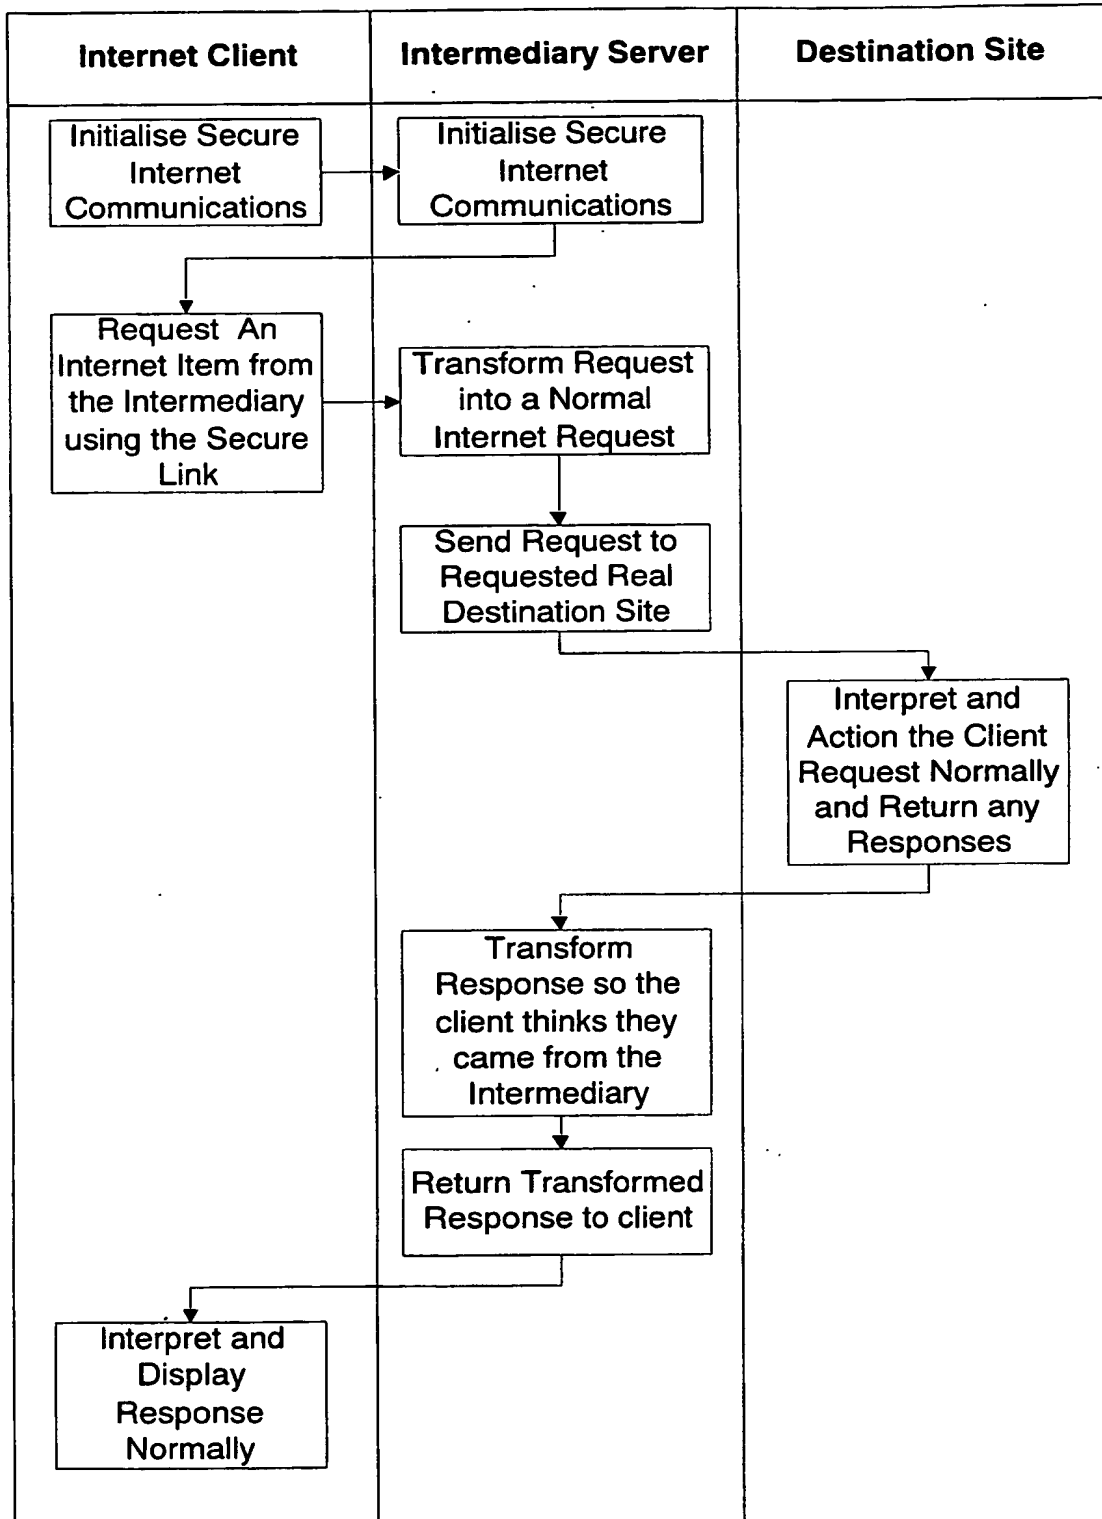 Internet Client
Intermediary Server
Destination Site
Initialise Secure
Internet
Communications
Initialise Secure
Internet
Communications
Request An
Internet Item from
the Intermediary
using the Secure
Link
Transform Request
into a Normal
Internet Request
Send Request to
Requested Real
Destination Site
Interpret and
Action the Client
Request Normally
and Return any
Responses
Transform
Response so the
client thinks they
came from the
Intermediary
Return Transformed
Response to client
Interpret and
Display
Response
Normally